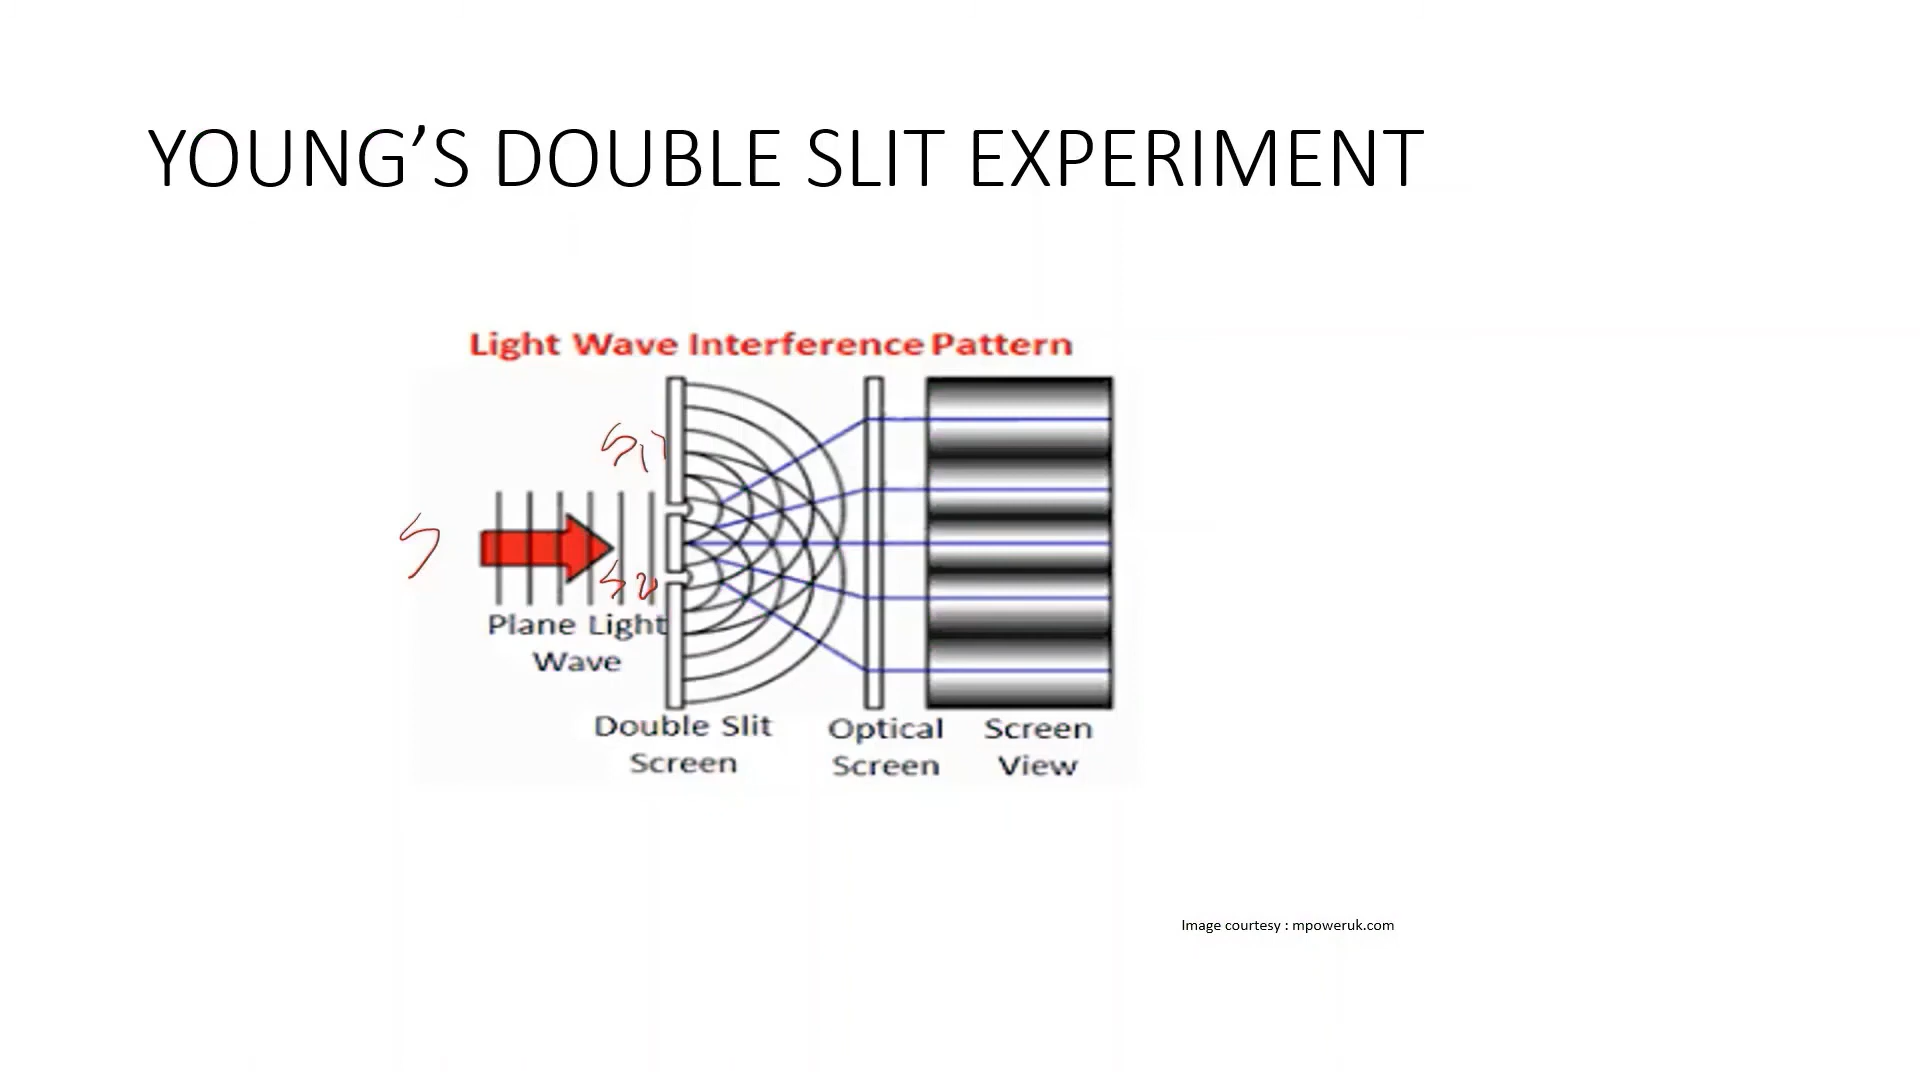 YOUNG’S DOUBLE SLIT EXPERIMENT
Light Wave Interference Pattern
S1
S
S2
Plane Light
Wave
Double Slit
Screen
Optical
Screen
Screen
View
Image courtesy : mpoweruk.com